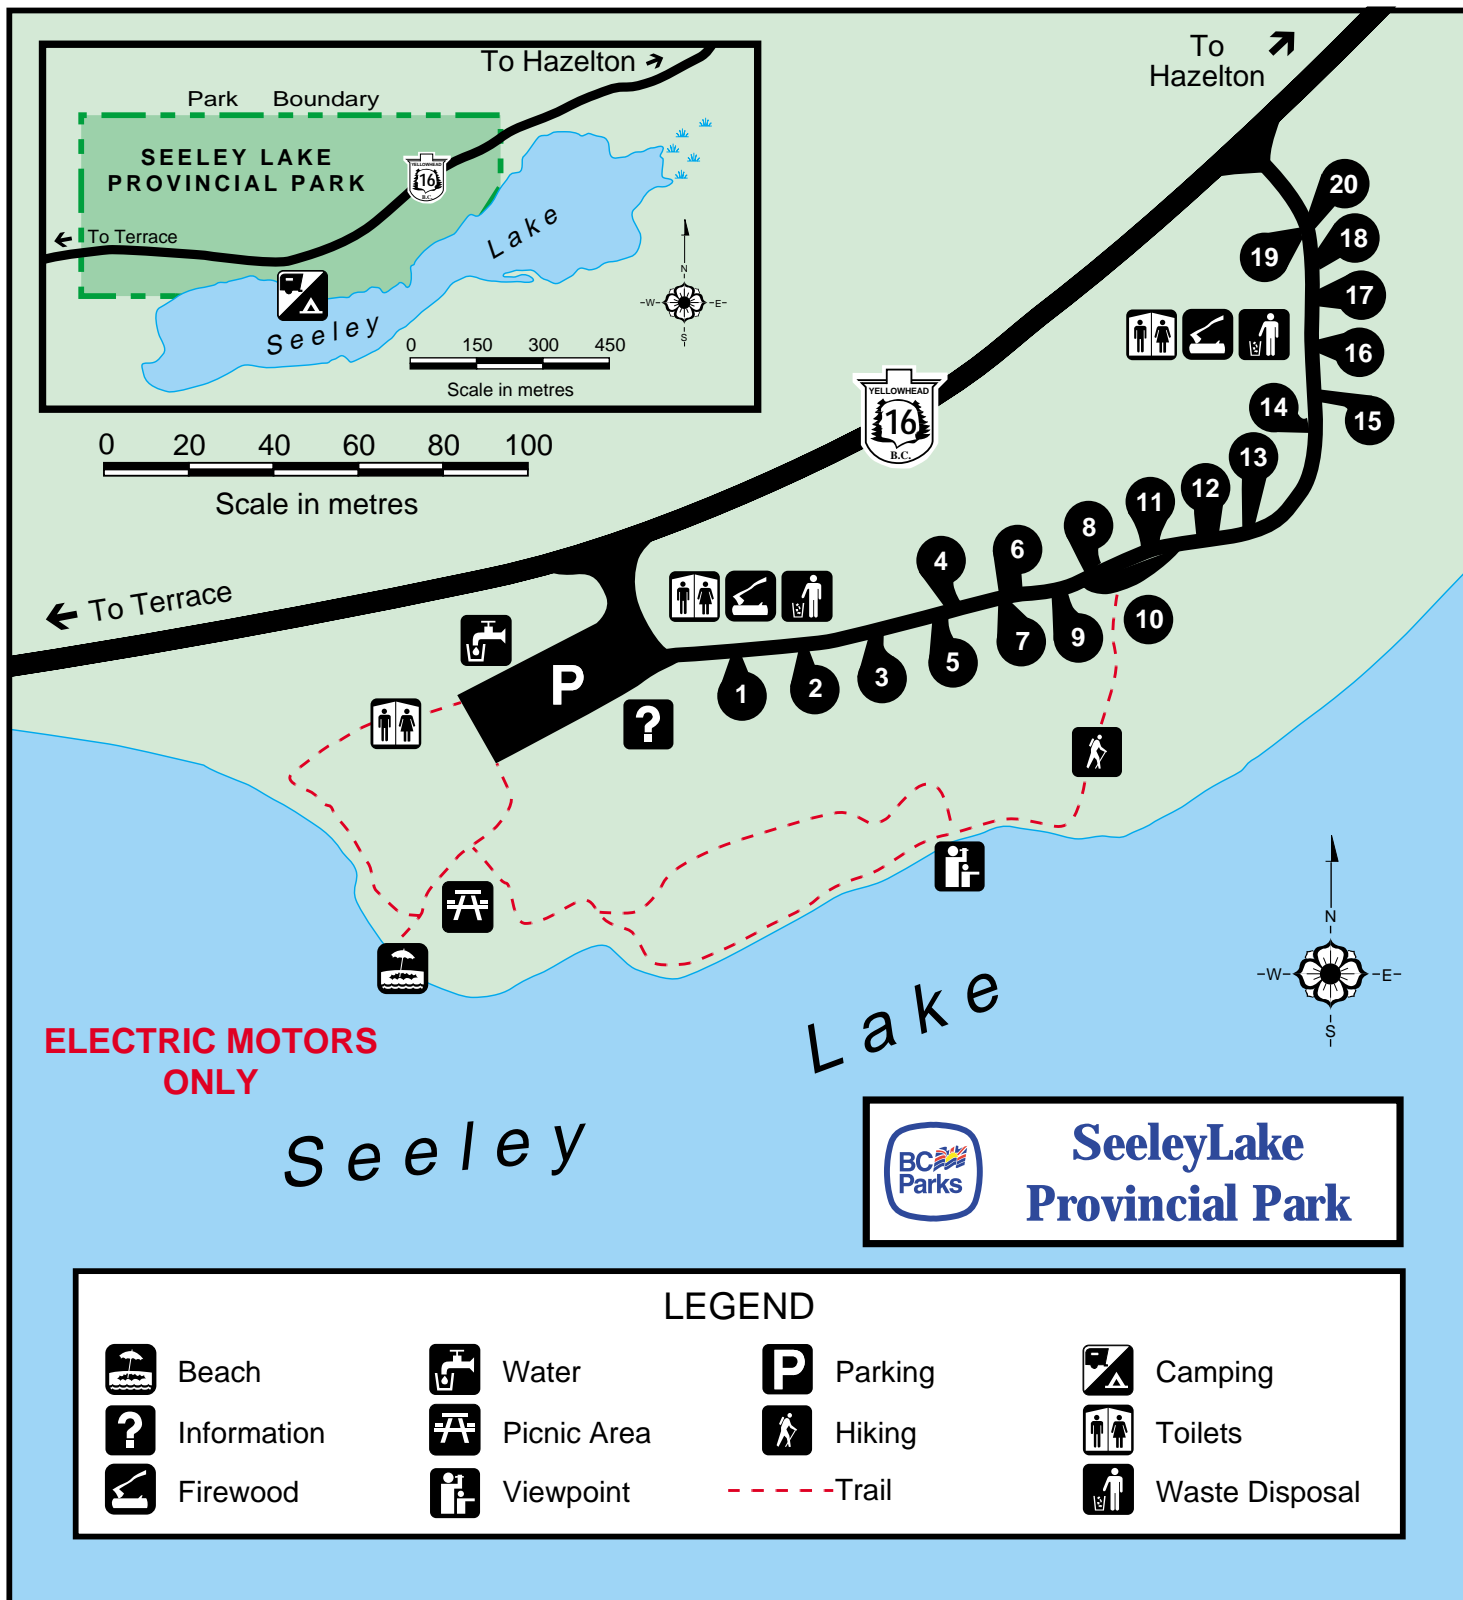 To Hazelton
Park Boundary
SEELEY LAKE
PROVINCIAL PARK
YELLOWHEAD
16
B.C.
To Terrace
Lake
Seeley
N
W E
S
0 150 300 450
Scale in metres
0 20 40 60 80 100
Scale in metres
To
Hazelton
YELLOWHEAD
16
B.C.
To Terrace
20
19
18
17
16
15
14
13
12
11
10
9
8
7
6
5
4
3
2
1
P
?
N
W E
S
ELECTRIC MOTORS
ONLY
Seeley
Lake
BC
Parks
SeeleyLake
Provincial Park
LEGEND
Beach
Water
P Parking
Camping
? Information
Picnic Area
Hiking
Toilets
Firewood
Viewpoint
Trail
Waste Disposal